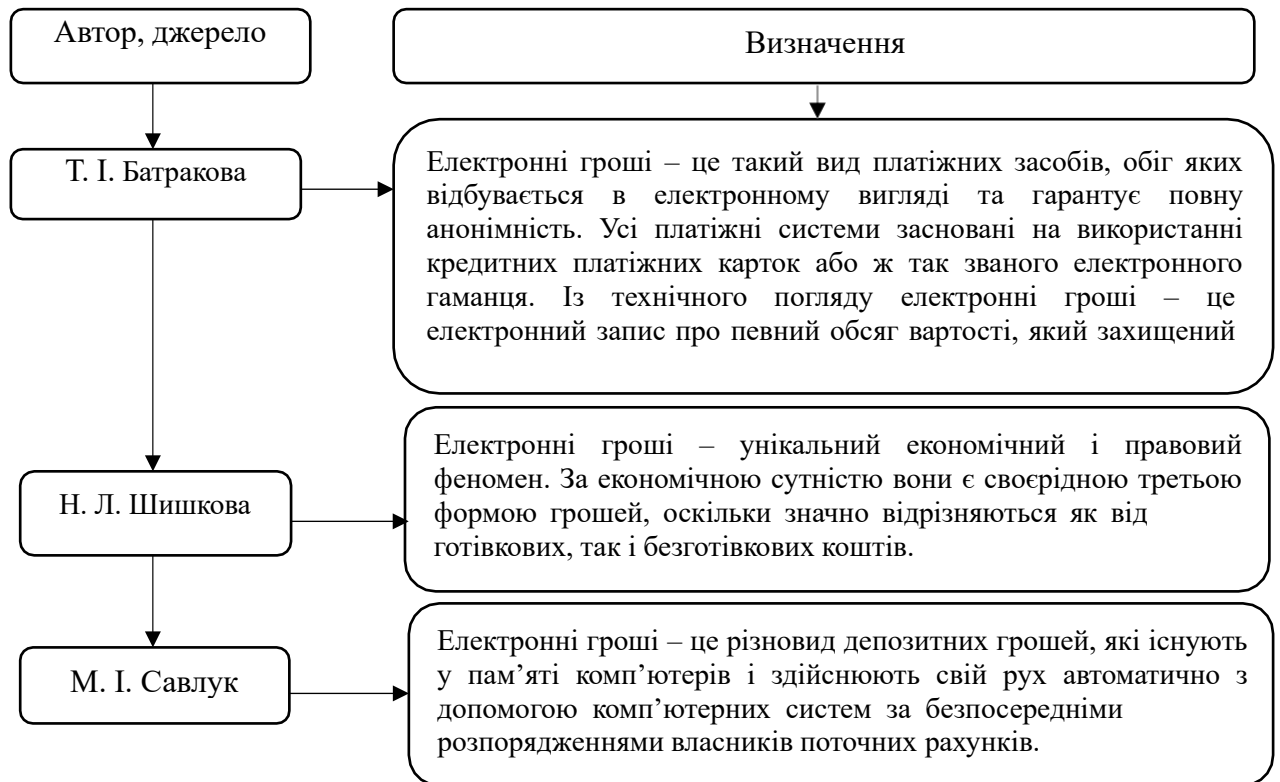 Автор, джерело
Визначення
Т. І. Батракова
Електронні гроші – це такий вид платіжних засобів, обіг яких
відбувається в електронному вигляді та гарантує повну
анонімність. Усі платіжні системи засновані на використанні
кредитних платіжних карток або ж так званого електронного
гаманця. Із технічного погляду електронні гроші – це
електронний запис про певний обсяг вартості, який захищений
Н. Л. Шишкова
Електронні гроші – унікальний економічний і правовий
феномен. За економічною сутністю вони є своєрідною третьою
формою грошей, оскільки значно відрізняються як від
готівкових, так і безготівкових коштів.
М. І. Савлук
Електронні гроші – це різновид депозитних грошей, які існують
у пам’яті комп’ютерів і здійснюють свій рух автоматично з
допомогою комп’ютерних систем за безпосередніми
розпорядженнями власників поточних рахунків.